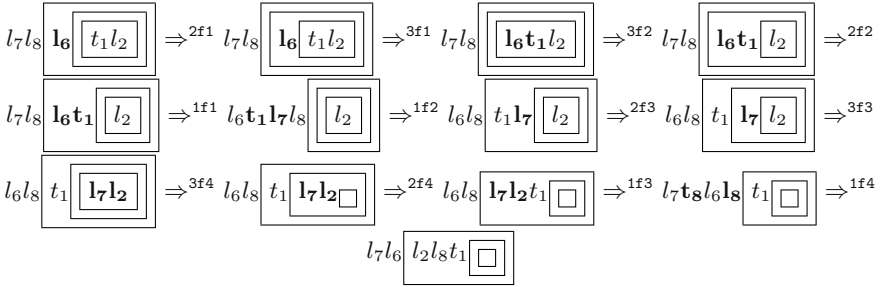 l₇l₈ l₆ t₁l₂ ⇒²ᶠ¹ l₇l₈ l₆ t₁l₂ ⇒³ᶠ¹ l₇l₈ l₆t₁l₂ ⇒³ᶠ² l₇l₈ l₆t₁ l₂ ⇒²ᶠ²
l₇l₈ l₆t₁ l₂ ⇒¹ᶠ¹ l₆t₁l₇l₈ l₂ ⇒¹ᶠ² l₆l₈ t₁l₇ l₂ ⇒²ᶠ³ l₆l₈ t₁ l₇ l₂ ⇒³ᶠ³
l₆l₈ t₁ l₇l₂ ⇒³ᶠ⁴ l₆l₈ t₁ l₇l₂ ⇒²ᶠ⁴ l₆l₈ l₇l₂t₁ ⇒¹ᶠ³ l₇t₈l₆l₈ t₁ ⇒¹ᶠ⁴
l₇l₆ l₂l₈t₁